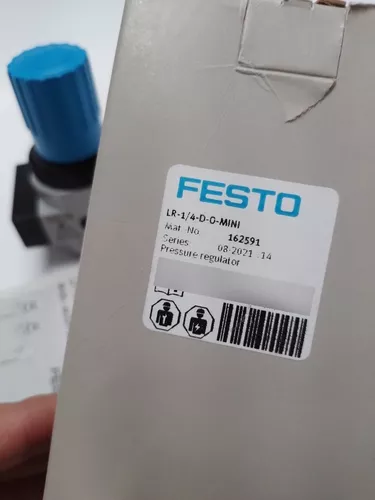 FESTO
LR-1/4-D-O-MINI
Mat.-No. 162591
Series 08-2021 14
Pressure regulator